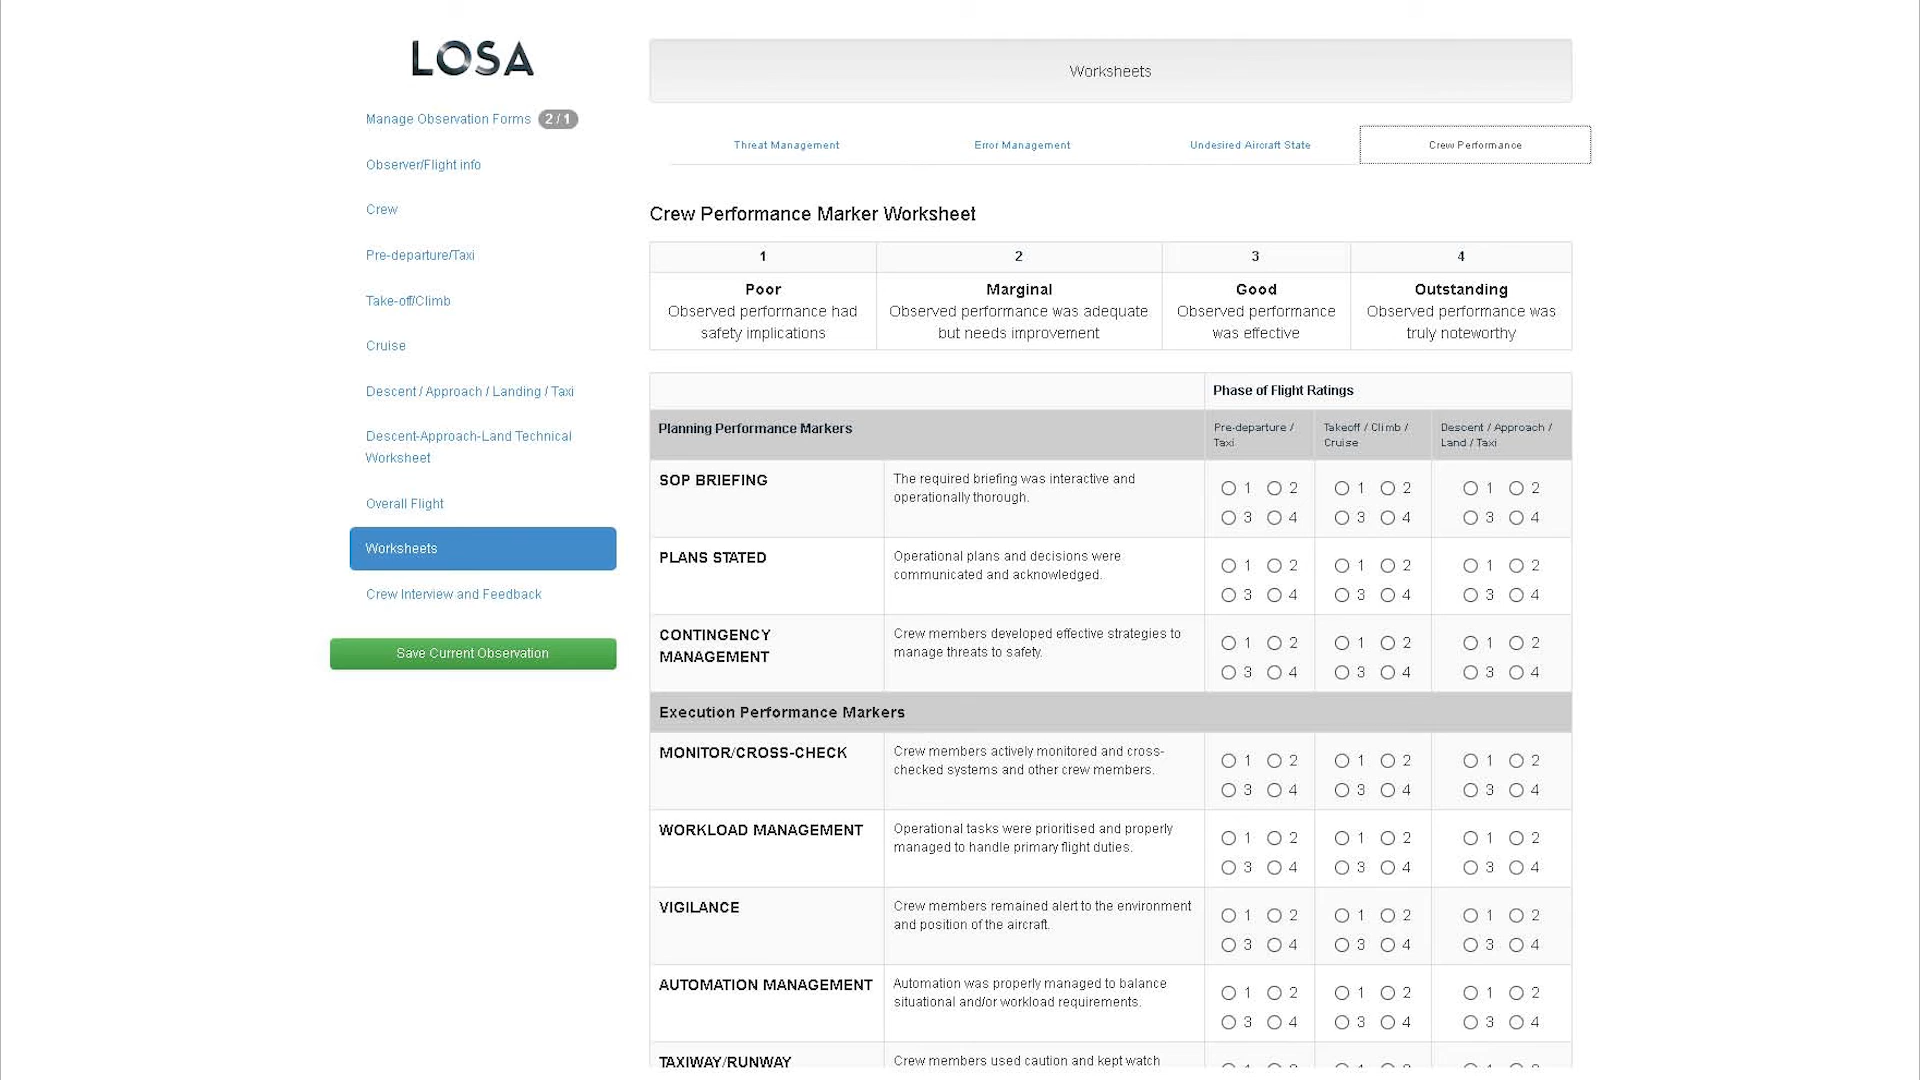 LOSA
Manage Observation Forms 2 / 1
Observer/Flight info
Crew
Pre-departure/Taxi
Take-off/Climb
Cruise
Descent / Approach / Landing / Taxi
Descent-Approach-Land Technical
Worksheet
Overall Flight
Worksheets
Crew Interview and Feedback
Save Current Observation
Worksheets
Threat Management Error Management Undesired Aircraft State Crew Performance
Crew Performance Marker Worksheet
1 2 3 4
Poor Marginal Good Outstanding
Observed performance had Observed performance was adequate Observed performance Observed performance was
safety implications but needs improvement was effective truly noteworthy
Phase of Flight Ratings
Planning Performance Markers Pre-departure / Takeoff / Climb / Descent / Approach /
Taxi Cruise Land / Taxi
SOP BRIEFING The required briefing was interactive and
operationally thorough.
1 2 1 2 1 2
3 4 3 4 3 4
PLANS STATED Operational plans and decisions were
communicated and acknowledged.
1 2 1 2 1 2
3 4 3 4 3 4
CONTINGENCY Crew members developed effective strategies to
MANAGEMENT manage threats to safety.
1 2 1 2 1 2
3 4 3 4 3 4
Execution Performance Markers
MONITOR/CROSS-CHECK Crew members actively monitored and cross-
checked systems and other crew members.
1 2 1 2 1 2
3 4 3 4 3 4
WORKLOAD MANAGEMENT Operational tasks were prioritised and properly
managed to handle primary flight duties.
1 2 1 2 1 2
3 4 3 4 3 4
VIGILANCE Crew members remained alert to the environment
and position of the aircraft.
1 2 1 2 1 2
3 4 3 4 3 4
AUTOMATION MANAGEMENT Automation was properly managed to balance
situational and/or workload requirements.
1 2 1 2 1 2
3 4 3 4 3 4
TAXIWAY/RUNWAY Crew members used caution and kept watch